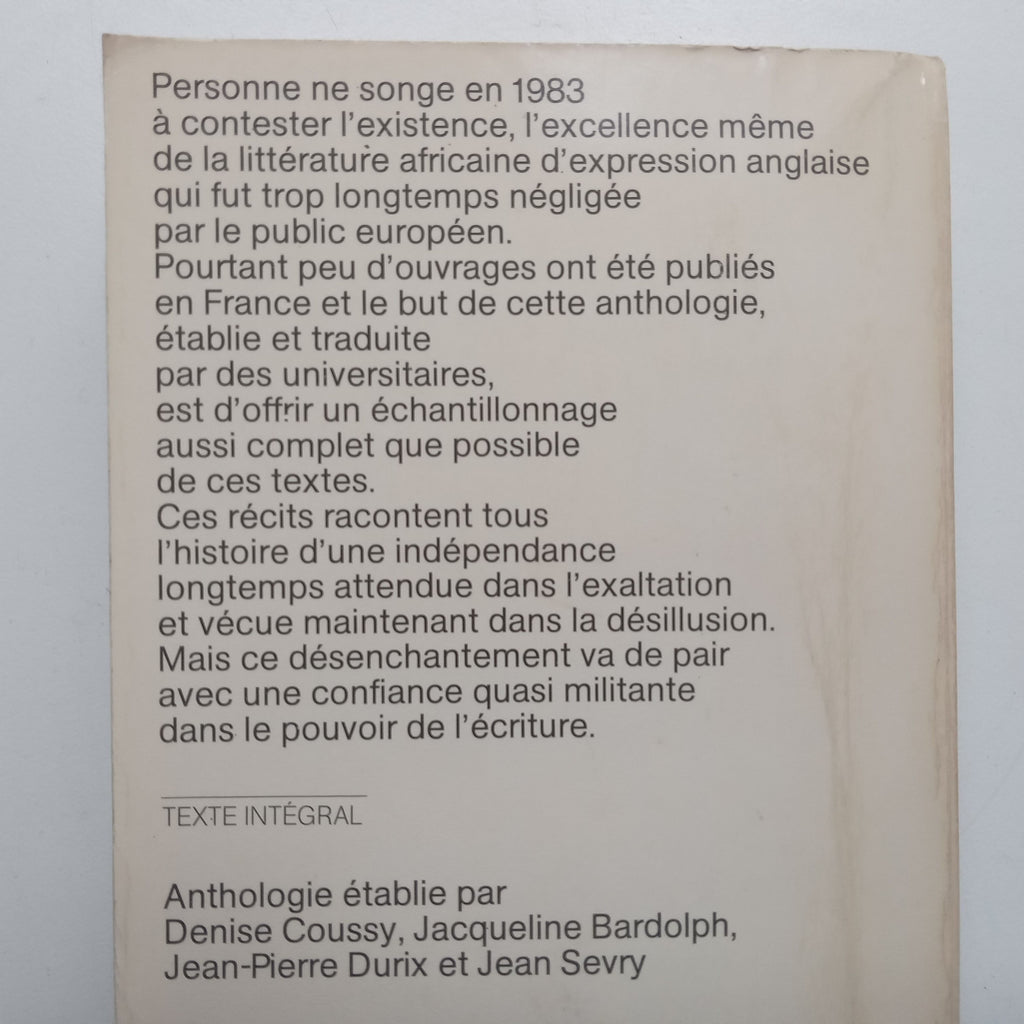 Personne ne songe en 1983
à contester l'existence, l'excellence même
de la littérature africaine d'expression anglaise
qui fut trop longtemps négligée
par le public européen.
Pourtant peu d'ouvrages ont été publiés
en France et le but de cette anthologie,
établie et traduite
par des universitaires,
est d'offrir un échantillonnage
aussi complet que possible
de ces textes.
Ces récits racontent tous
l'histoire d'une indépendance
longtemps attendue dans l'exaltation
et vécue maintenant dans la désillusion.
Mais ce désenchantement va de pair
avec une confiance quasi militante
dans le pouvoir de l'écriture.
TEXTE INTÉGRAL
Anthologie établie par
Denise Coussy, Jacqueline Bardolph,
Jean-Pierre Durix et Jean Sevry